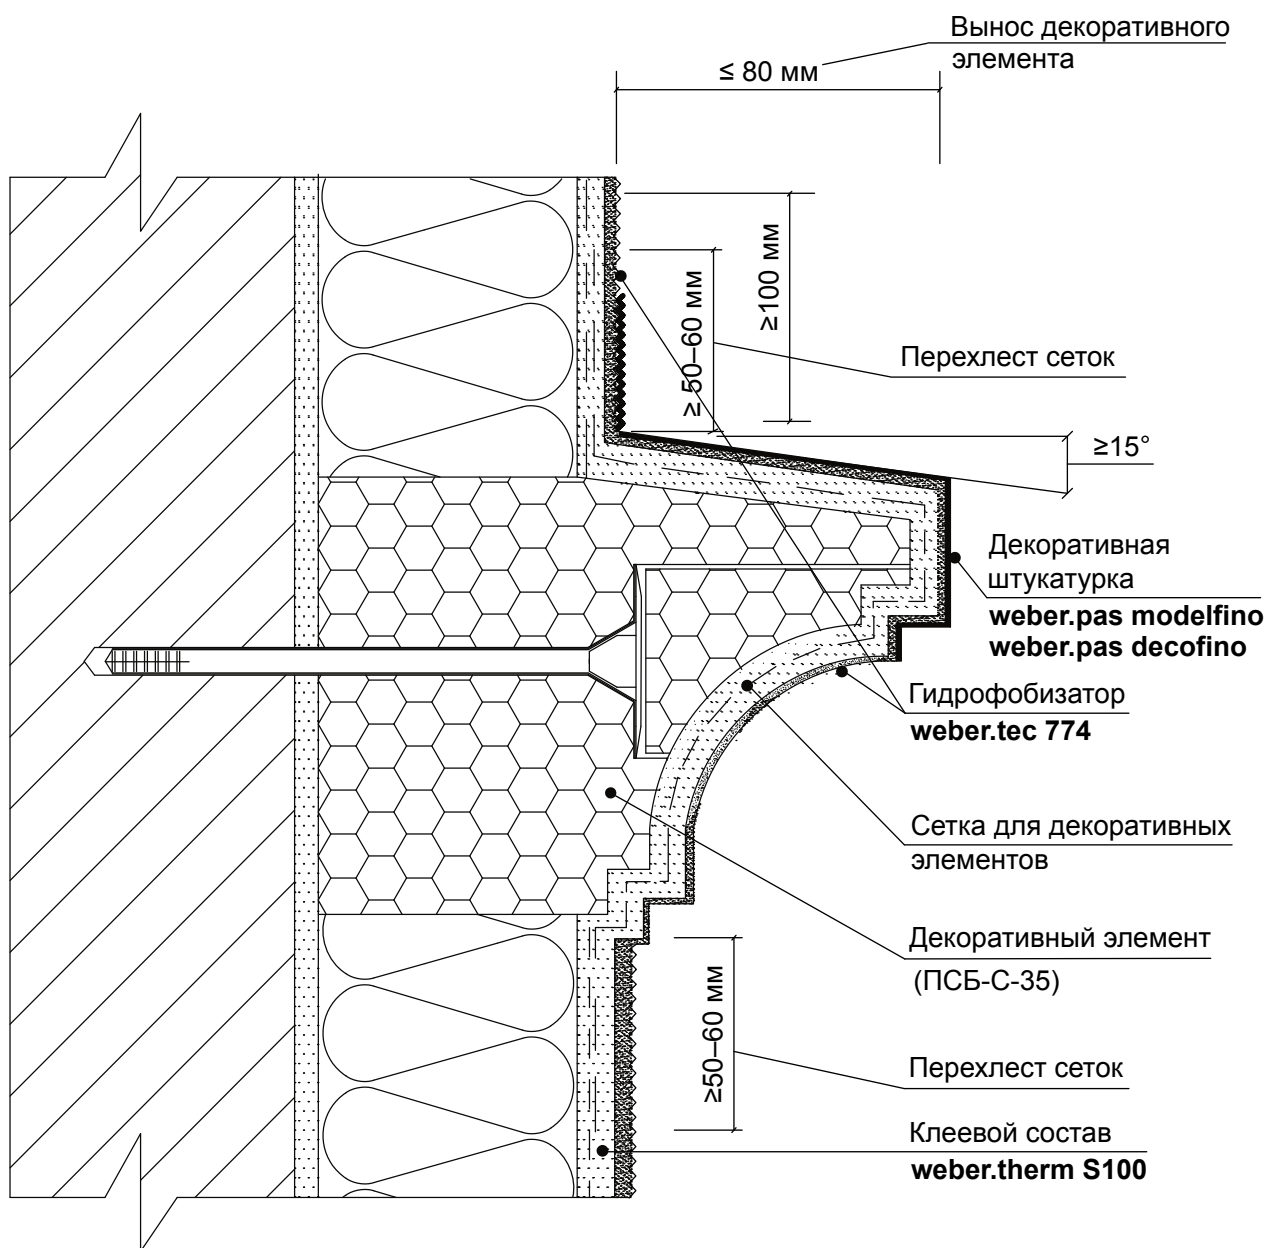 Вынос декоративного
элемента
≤ 80 мм
≥100 мм
≥ 50–60 мм
Перехлест сеток
≥15°
Декоративная
штукатурка
weber.pas modelfino
weber.pas decofino
Гидрофобизатор
weber.tec 774
Сетка для декоративных
элементов
Декоративный элемент
(ПСБ-С-35)
≥50–60 мм
Перехлест сеток
Клеевой состав
weber.therm S100